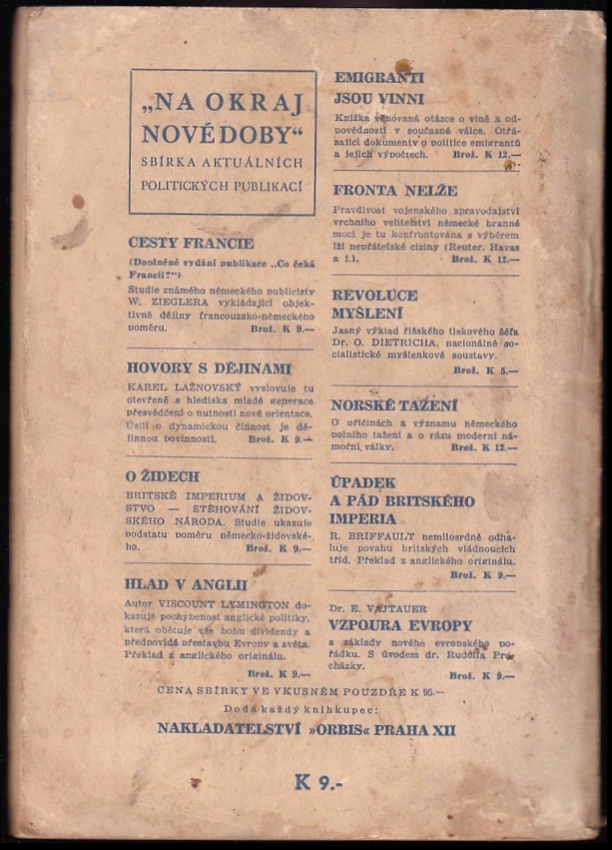 „NA OKRAJ
NOVÉ DOBY“
SBÍRKA AKTUÁLNÍCH
POLITICKÝCH PUBLIKACÍ
CESTY FRANCIE
(Doplněné vydání publikace „Co čeká
Francii?“)
Studie známého německého publicisty
W. ZIEGLERA vykládající objek-
tivně dějiny francouzsko-německého
poměru. Brož. K 9.—
HOVORY S DĚJINAMI
KAREL LAŽNOVSKÝ vyslovuje tu
otevřeně s hlediska mladé generace
přesvědčení o nutnosti nové orientace.
Úsilí o dynamickou činnost je dě-
jinnou povinností. Brož. K 9.—
O ŽIDECH
BRITSKÉ IMPERIUM A ŽIDOV-
STVO — STĚHOVÁNÍ ŽIDOV-
SKÉHO NÁRODA. Studie ukazuje
podstatu poměru německo-židovské-
ho. Brož. K 9.—
HLAD V ANGLII
Autor VISCOUNT LYMINGTON do-
kazuje pochybenost anglické politiky,
která obětuje vše bohu dividendy a
předpovídá přestavbu Evropy a světa.
Překlad z anglického originálu.
Brož. K 9.—
EMIGRANTI
JSOU VINNI
Knížka věnovaná otázce o vině a od-
povědnosti v současné válce. Otřá-
sající dokumenty o politice emigrantů
a jejich výpočtech. Brož. K 12.—
FRONTA NELŽE
Pravdivost vojenského zpravodajství
vrchního velitelství německé branné
moci je tu konfrontována s výběrem
lží nepřátelské ciziny (Reuter, Havas
a j.). Brož. K 12.—
REVOLUCE
MYŠLENÍ
Jasný výklad říšského tiskového šéfa
Dr. O. DIETRICHA, nacionálně so-
cialistické myšlenkové soustavy.
Brož. K 5.—
NORSKÉ TAŽENÍ
O příčinách a významu německého
polního tažení a o rázu moderní ná-
mořní války. Brož. K 12.—
ÚPADEK
A PÁD BRITSKÉHO
IMPERIA
R. BRIFFAULT nemilosrdně odha-
luje povahu britských vládnoucích
tříd. Překlad z anglického originálu.
Brož. K 9.—
Dr. E. VAJTAUER
VZPOURA EVROPY
a základy nového evropského po-
řádku. S úvodem dr. Rudolfa Pro-
cházky. Brož. K 9.—
CENA SBÍRKY VE VKUSNÉM POUZDŘE K 95.—
Dodá každý knihkupec:
NAKLADATELSTVÍ »ORBIS« PRAHA XII
K 9.-